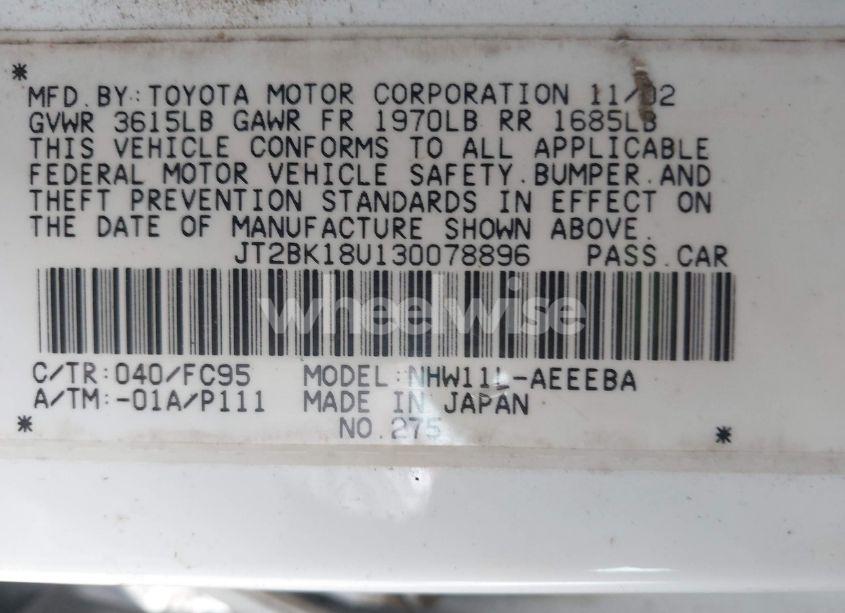 *
MFD. BY: TOYOTA MOTOR CORPORATION 11/02
GVWR 3615LB GAWR FR 1970LB RR 1685LB
THIS VEHICLE CONFORMS TO ALL APPLICABLE
FEDERAL MOTOR VEHICLE SAFETY.BUMPER.AND
THEFT PREVENTION STANDARDS IN EFFECT ON
THE DATE OF MANUFACTURE SHOWN ABOVE.
JT2BK18U130078896 PASS.CAR
wheelwise
C/TR:040/FC95 MODEL:NHW11L-AEEEBA
A/TM:-01A/P111 MADE IN JAPAN
* NO.275 *